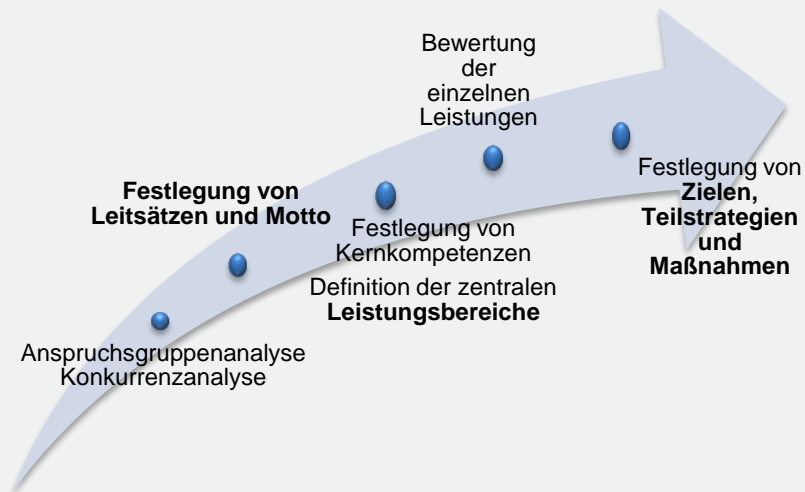 Anspruchsgruppenanalyse
Konkurrenzanalyse
Festlegung von
Leitsätzen und Motto
Festlegung von
Kernkompetenzen
Definition der zentralen
Leistungsbereiche
Bewertung
der
einzelnen
Leistungen
Festlegung von
Zielen,
Teilstrategien
und
Maßnahmen